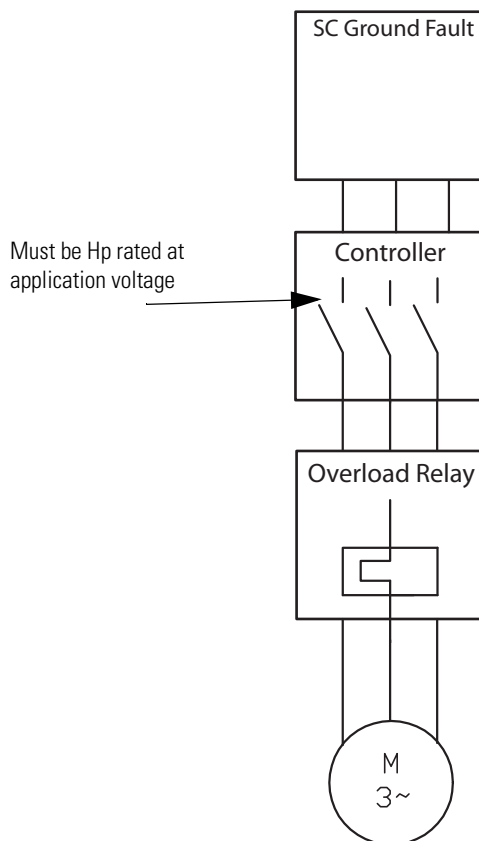 SC Ground Fault
Must be Hp rated at
application voltage
Controller
Overload Relay
M
3~